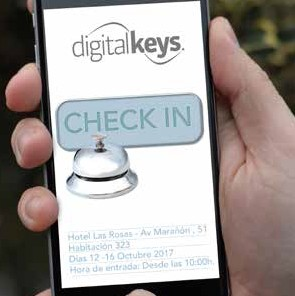 digitalkeys.
CHECK IN
Hotel Las Rosas - Av Marañón , 51
Habitación 323
Días 12 -16 Octubre 2017
Hora de entrada: Desde las 10:00h.